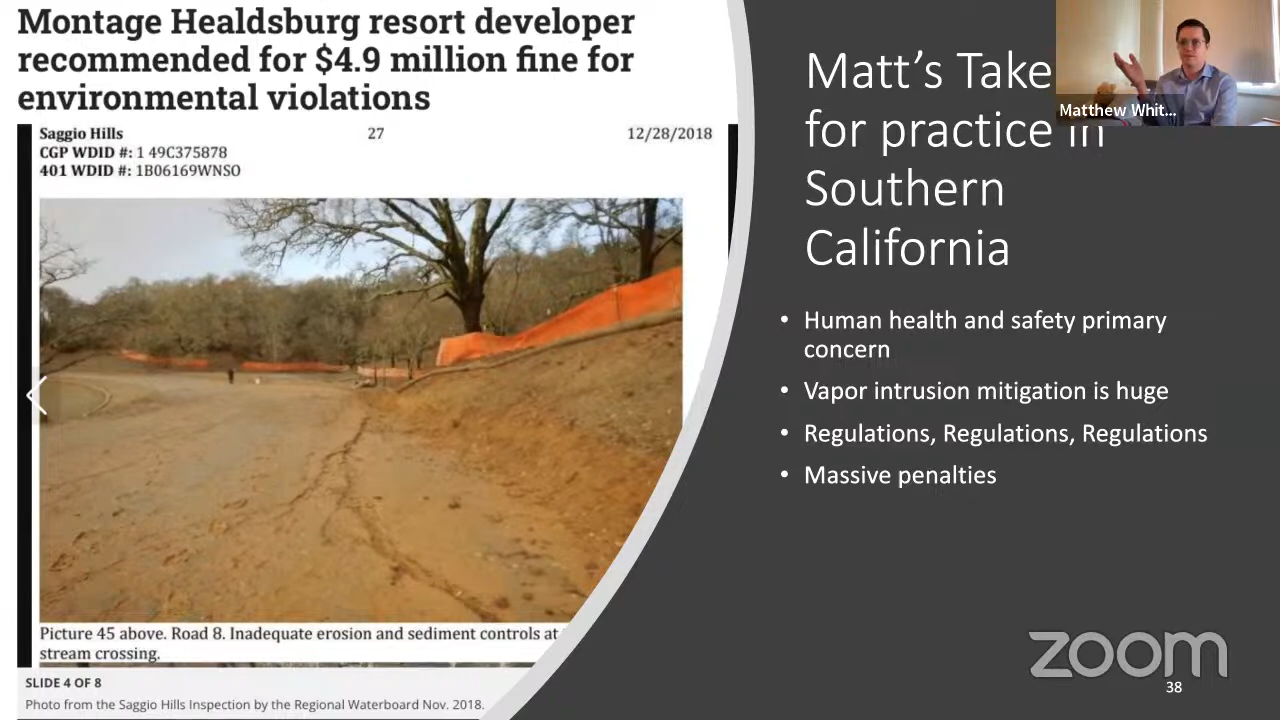 Montage Healdsburg resort developer
recommended for $4.9 million fine for
environmental violations
Saggio Hills 27 12/28/2018
CGP WDID #: 1 49C375878
401 WDID #: 1B06169WNSO
Picture 45 above. Road 8. Inadequate erosion and sediment controls at
stream crossing.
SLIDE 4 OF 8
Photo from the Saggio Hills Inspection by the Regional Waterboard Nov. 2018.
Matt's Take
for practice in
Southern
California
• Human health and safety primary
concern
• Vapor intrusion mitigation is huge
• Regulations, Regulations, Regulations
• Massive penalties
Matthew Whit...
zoom
38